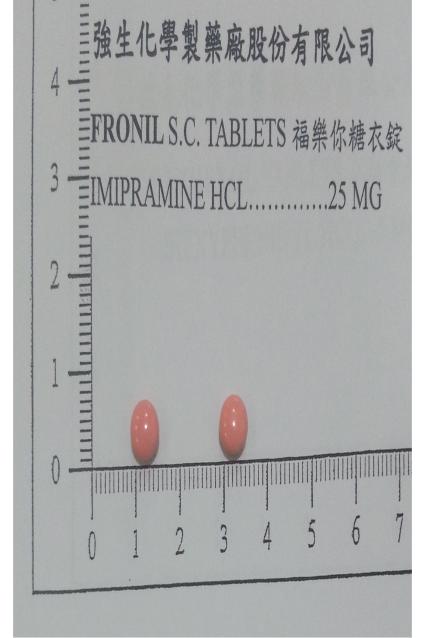 強生化學製藥廠股份有限公司
4
FRONIL S.C. TABLETS 福樂你糖衣錠
3
IMIPRAMINE HCL.............25 MG
2
1
0
0 1 2 3 4 5 6 7